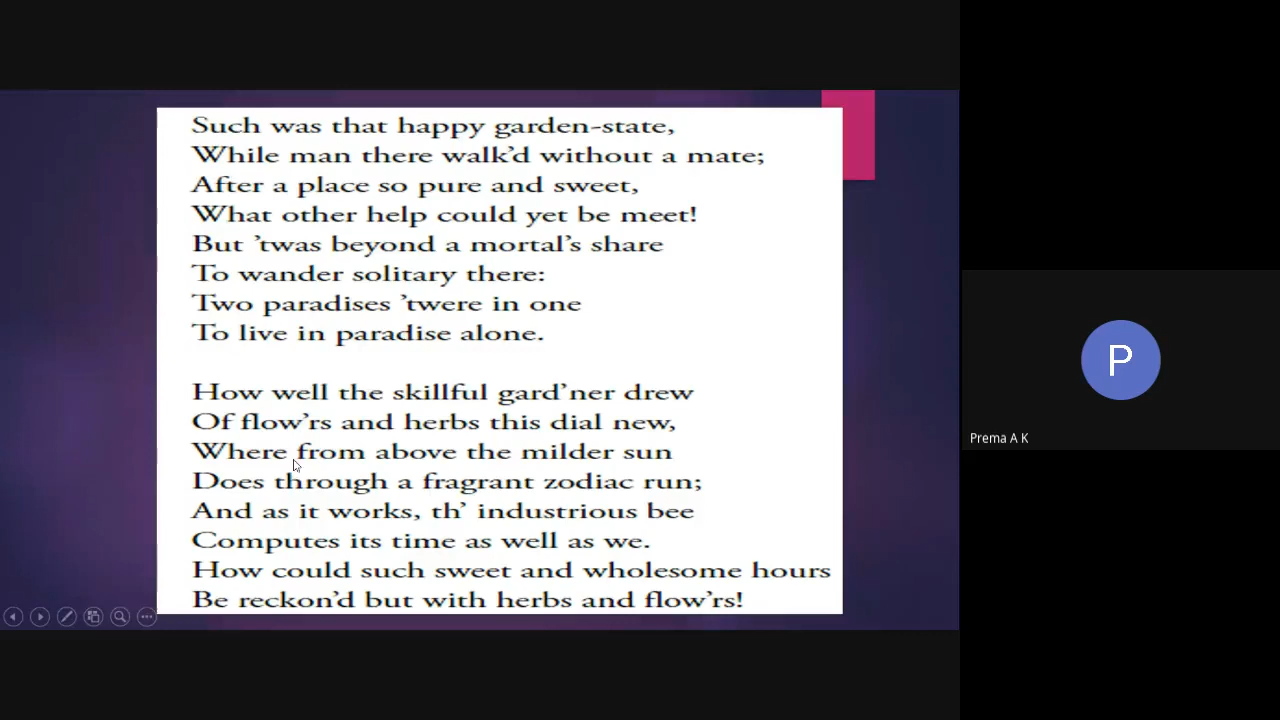 Such was that happy garden-state,
While man there walk'd without a mate;
After a place so pure and sweet,
What other help could yet be meet!
But 'twas beyond a mortal's share
To wander solitary there:
Two paradises 'twere in one
To live in paradise alone.
How well the skillful gard'ner drew
Of flow'rs and herbs this dial new,
Where from above the milder sun
Does through a fragrant zodiac run;
And as it works, th' industrious bee
Computes its time as well as we.
How could such sweet and wholesome hours
Be reckon'd but with herbs and flow'rs!
P
Prema A K